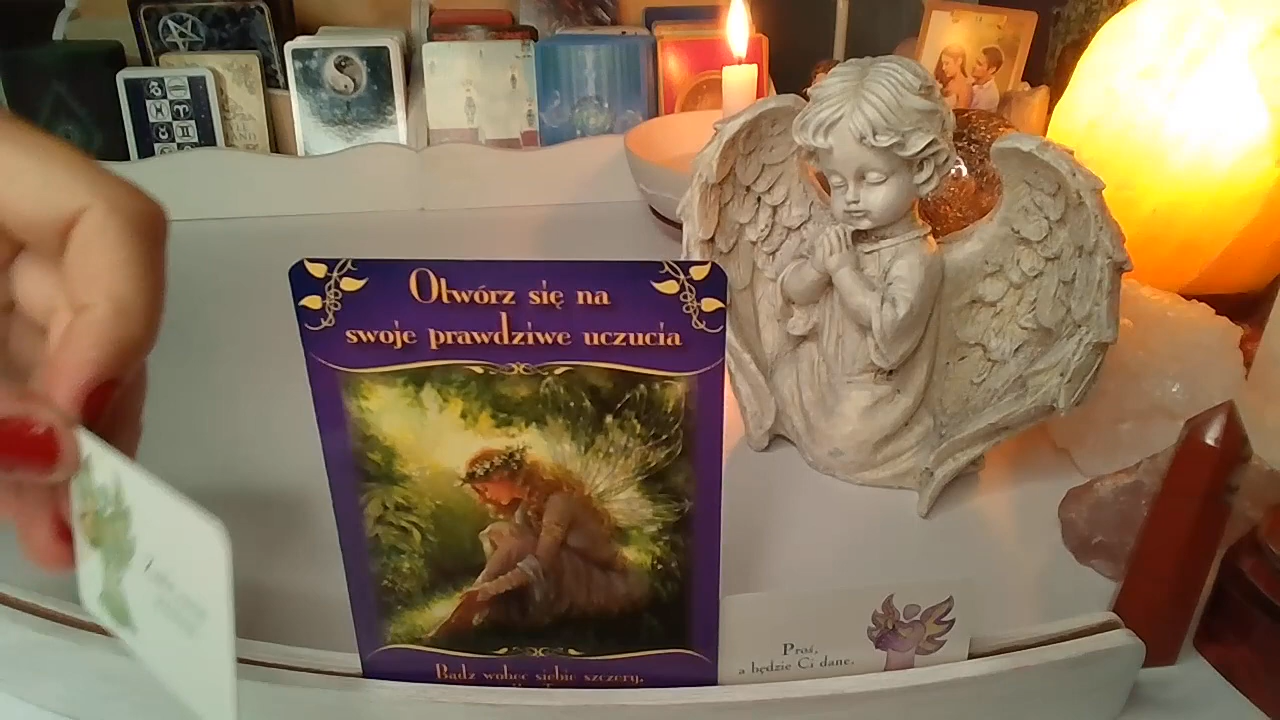 Otwórz się na
swoje prawdziwe uczucia
Bądź wobec siebie szczery,
Proś,
a będzie Ci dane.